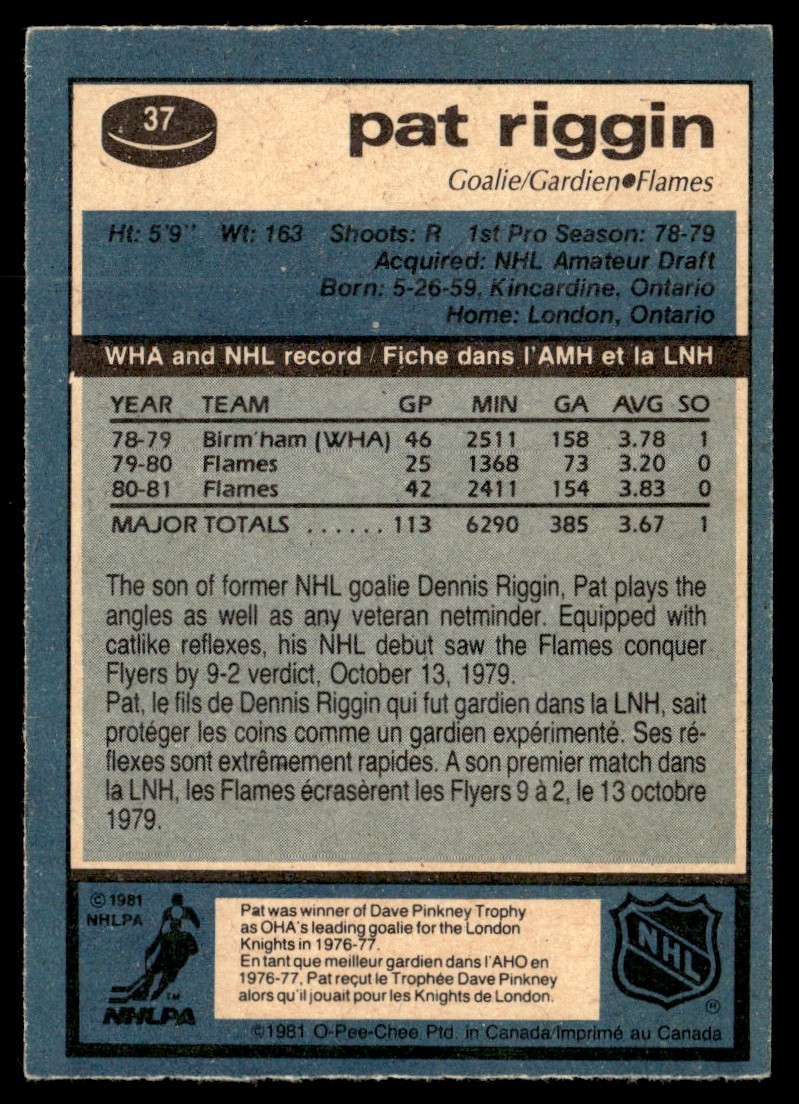 37
pat riggin
Goalie/Gardien●Flames
Ht: 5'9" Wt: 163 Shoots: R 1st Pro Season: 78-79
Acquired: NHL Amateur Draft
Born: 5-26-59, Kincardine, Ontario
Home: London, Ontario
WHA and NHL record / Fiche dans l'AMH et la LNH
YEAR TEAM GP MIN GA AVG SO
78-79 Birm'ham (WHA) 46 2511 158 3.78 1
79-80 Flames 25 1368 73 3.20 0
80-81 Flames 42 2411 154 3.83 0
MAJOR TOTALS ...... 113 6290 385 3.67 1
The son of former NHL goalie Dennis Riggin, Pat plays the
angles as well as any veteran netminder. Equipped with
catlike reflexes, his NHL debut saw the Flames conquer
Flyers by 9-2 verdict, October 13, 1979.
Pat, le fils de Dennis Riggin qui fut gardien dans la LNH, sait
protéger les coins comme un gardien expérimenté. Ses ré-
flexes sont extrêmement rapides. A son premier match dans
la LNH, les Flames écrasèrent les Flyers 9 à 2, le 13 octobre
1979.
© 1981
NHLPA
TM
NHLPA
Pat was winner of Dave Pinkney Trophy
as OHA's leading goalie for the London
Knights in 1976-77.
En tant que meilleur gardien dans l'AHO en
1976-77, Pat reçut le Trophée Dave Pinkney
alors qu'il jouait pour les Knights de London.
NHL
®
©1981 O-Pee-Chee Ptd. in Canada/Imprimé au Canada